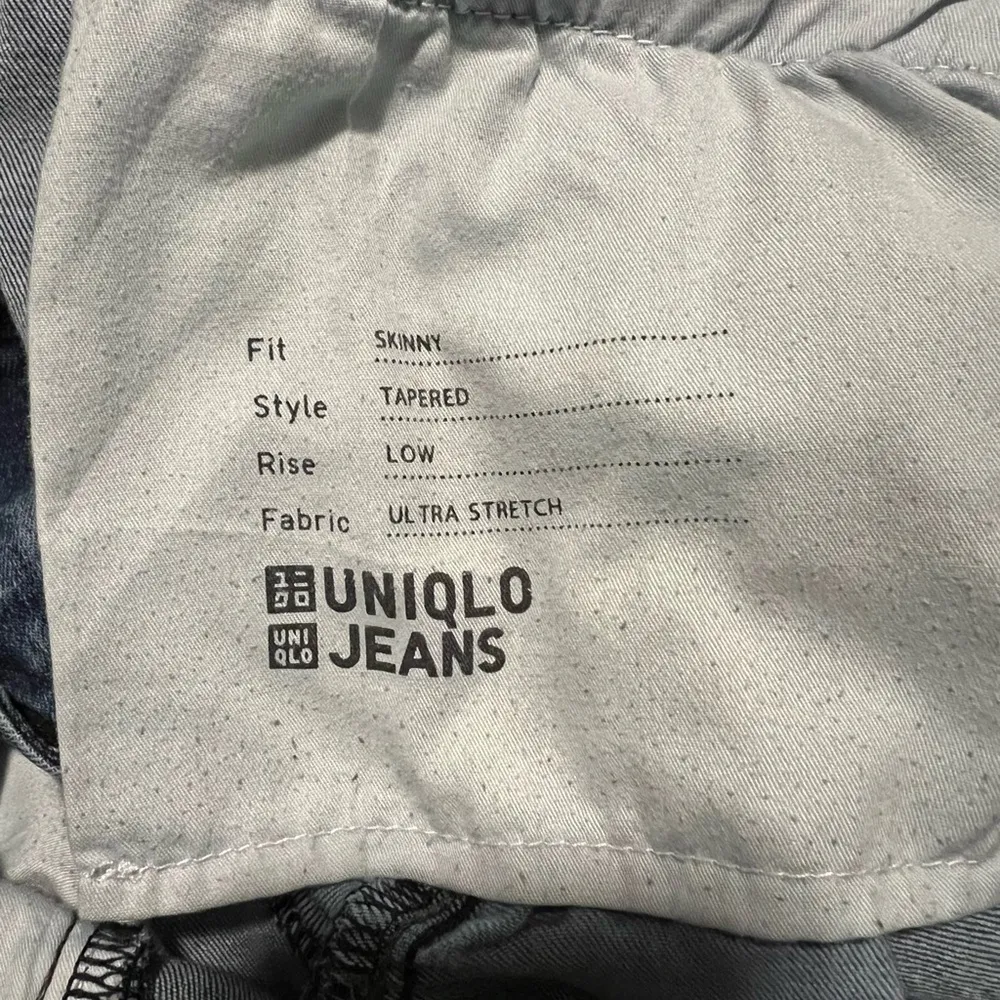 Fit SKINNY
Style TAPERED
Rise LOW
Fabric ULTRA STRETCH
ユニクロ UNIQLO
UNIQLO JEANS